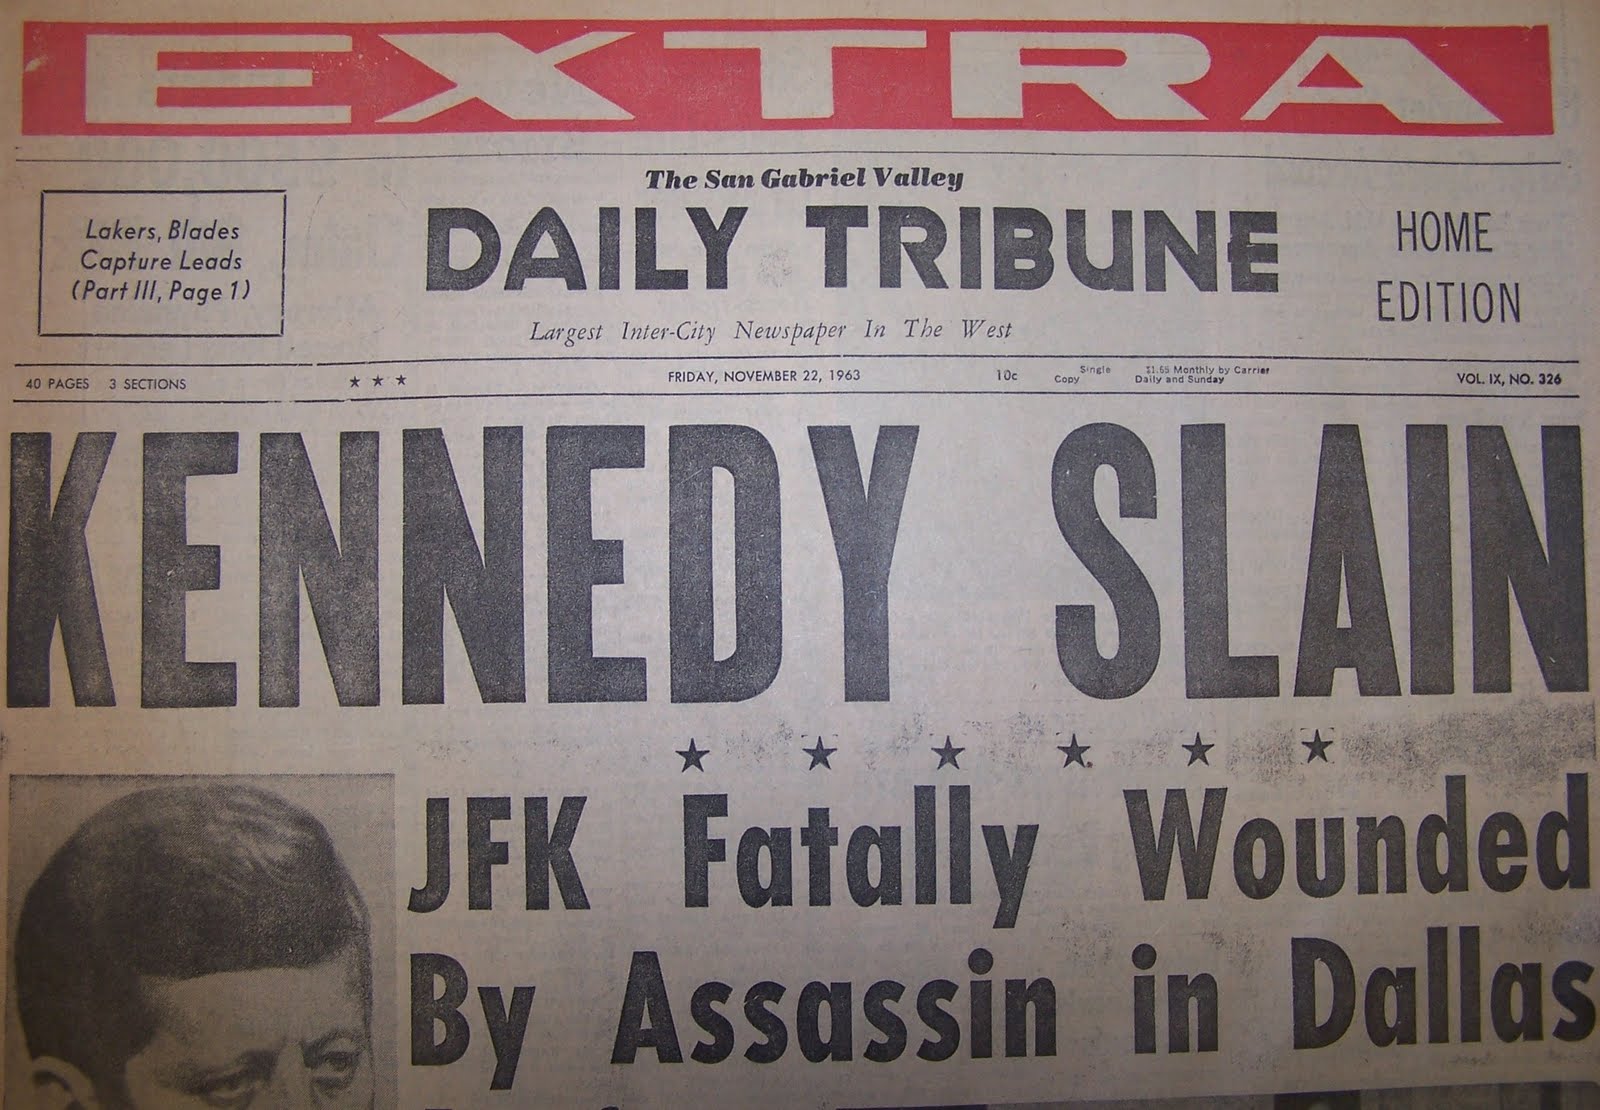 EXTRA
The San Gabriel Valley
DAILY TRIBUNE
Largest Inter-City Newspaper In The West
Lakers, Blades
Capture Leads
(Part III, Page 1)
HOME
EDITION
40 PAGES 3 SECTIONS ★ ★ ★ FRIDAY, NOVEMBER 22, 1963 10c Single Copy $1.65 Monthly by Carrier Daily and Sunday VOL. IX, NO. 326
KENNEDY SLAIN
★ ★ ★ ★ ★ ★
JFK Fatally Wounded
By Assassin in Dallas